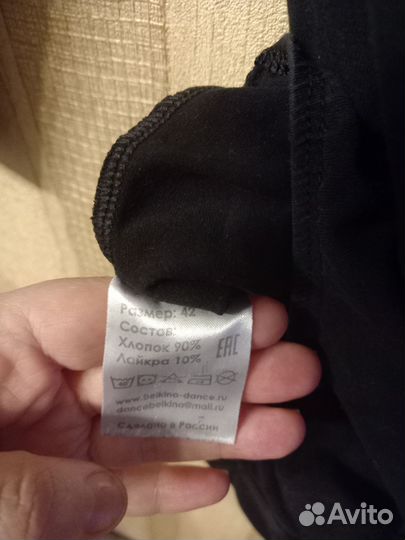 Размер: 42
Состав:
Хлопок 90%
Лайкра 10%
EAC
www.belkina-dance.ru
dancebelkina@mail.ru
Сделано в России
Avito